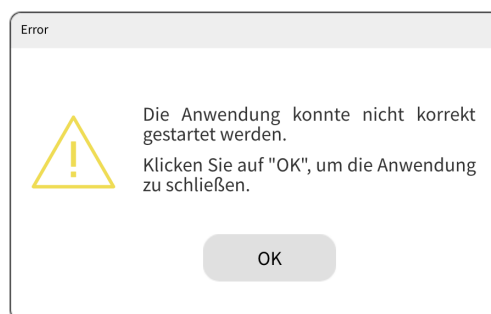 Error
Die Anwendung konnte nicht korrekt
gestartet werden.
Klicken Sie auf "OK", um die Anwendung
zu schließen.
OK